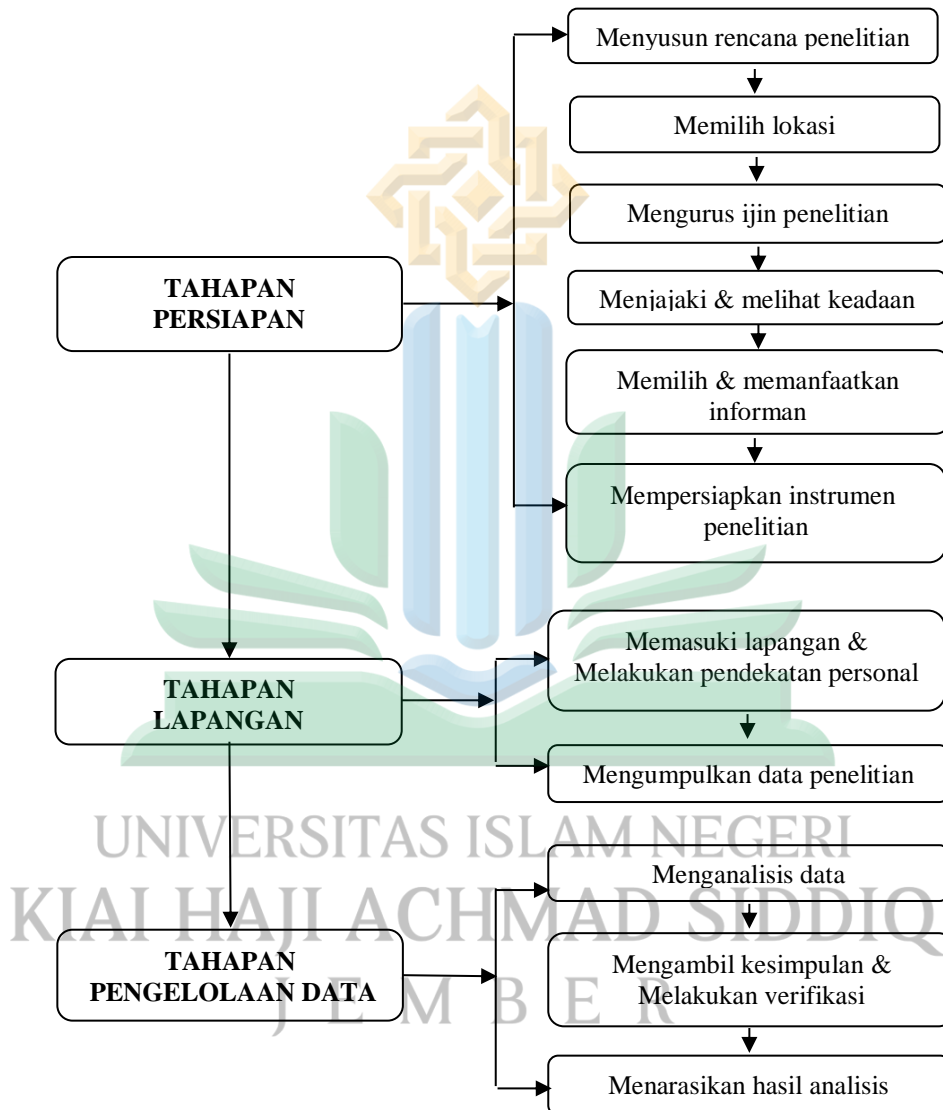 Menyusun rencana penelitian
Memilih lokasi
Mengurus ijin penelitian
TAHAPAN
PERSIAPAN
Menjajaki & melihat keadaan
Memilih & memanfaatkan
informan
Mempersiapkan instrumen
penelitian
TAHAPAN
LAPANGAN
Memasuki lapangan &
Melakukan pendekatan personal
Mengumpulkan data penelitian
UNIVERSITAS ISLAM NEGERI
KIAI HAJI ACHMAD SIDDIQ
JEMBER
TAHAPAN
PENGELOLAAN DATA
Menganalisis data
Mengambil kesimpulan &
Melakukan verifikasi
Menarasikan hasil analisis